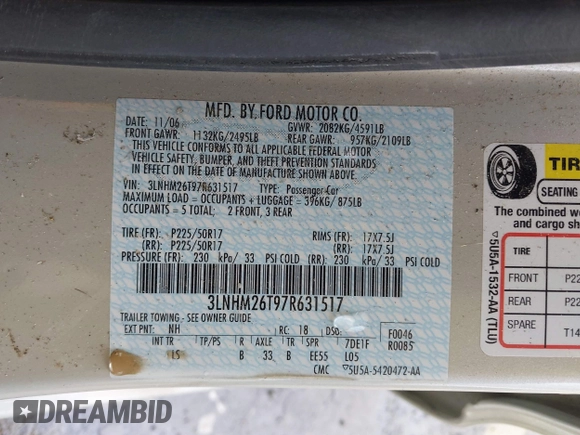 MFD. BY FORD MOTOR CO.
DATE: 11/06 GVWR: 2082KG/4591LB
FRONT GAWR: 1132KG/2495LB REAR GAWR: 957KG/2109LB
THIS VEHICLE CONFORMS TO ALL APPLICABLE FEDERAL MOTOR
VEHICLE SAFETY, BUMPER, AND THEFT PREVENTION STANDARDS
IN EFFECT ON THE DATE OF MANUFACTURE SHOWN ABOVE.
VIN: 3LNHM26T97R631517 TYPE: Passenger Car
MAXIMUM LOAD = OCCUPANTS + LUGGAGE = 396KG/ 875LB
OCCUPANTS = 5 TOTAL: 2 FRONT, 3 REAR
TIRE (FR): P225/50R17 RIMS (FR): 17X7.5J
(RR): P225/50R17 (RR): 17X7.5J
PRESSURE (FR): 230 kPa/ 33 PSI COLD (RR): 230 kPa/ 33 PSI COLD
3LNHM26T97R631517
TRAILER TOWING - SEE OWNER GUIDE
EXT PNT: NH RC: 18 DSO: F0046
R0085
INT TR TP/PS R AXLE TR SPR 7DE1F
LS B 33 B EE55 L05
CMC ▽5U5A-5420472-AA
▽5U5A-1532-AA (TLU)
TIR
SEATING
The combined w
and cargo sh
TIRE
FRONT P22
REAR P22
SPARE T14
DREAMBID